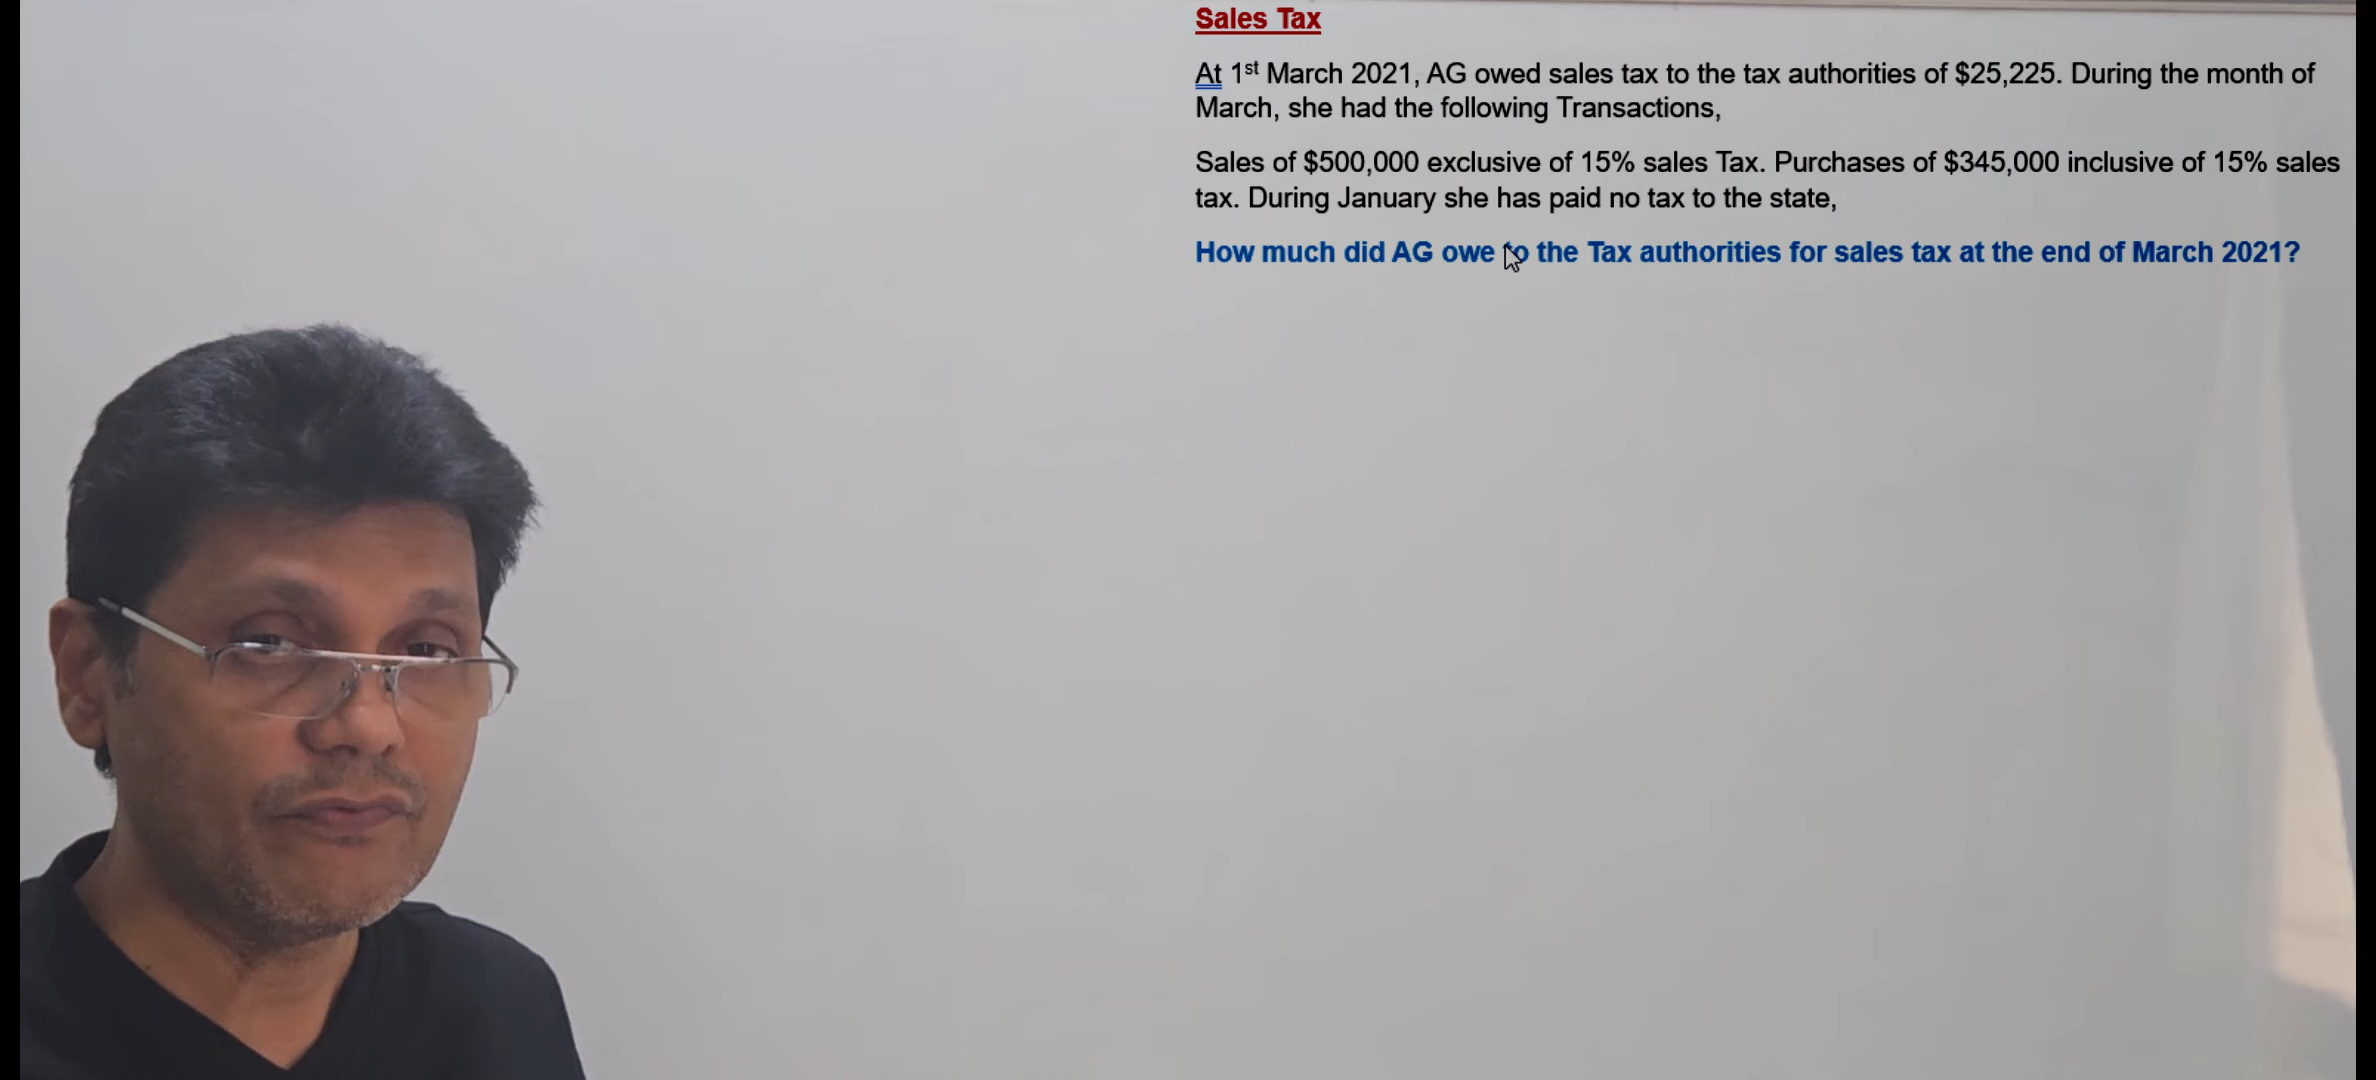 Sales Tax
At 1st March 2021, AG owed sales tax to the tax authorities of $25,225. During the month of
March, she had the following Transactions,
Sales of $500,000 exclusive of 15% sales Tax. Purchases of $345,000 inclusive of 15% sales
tax. During January she has paid no tax to the state,
How much did AG owe to the Tax authorities for sales tax at the end of March 2021?